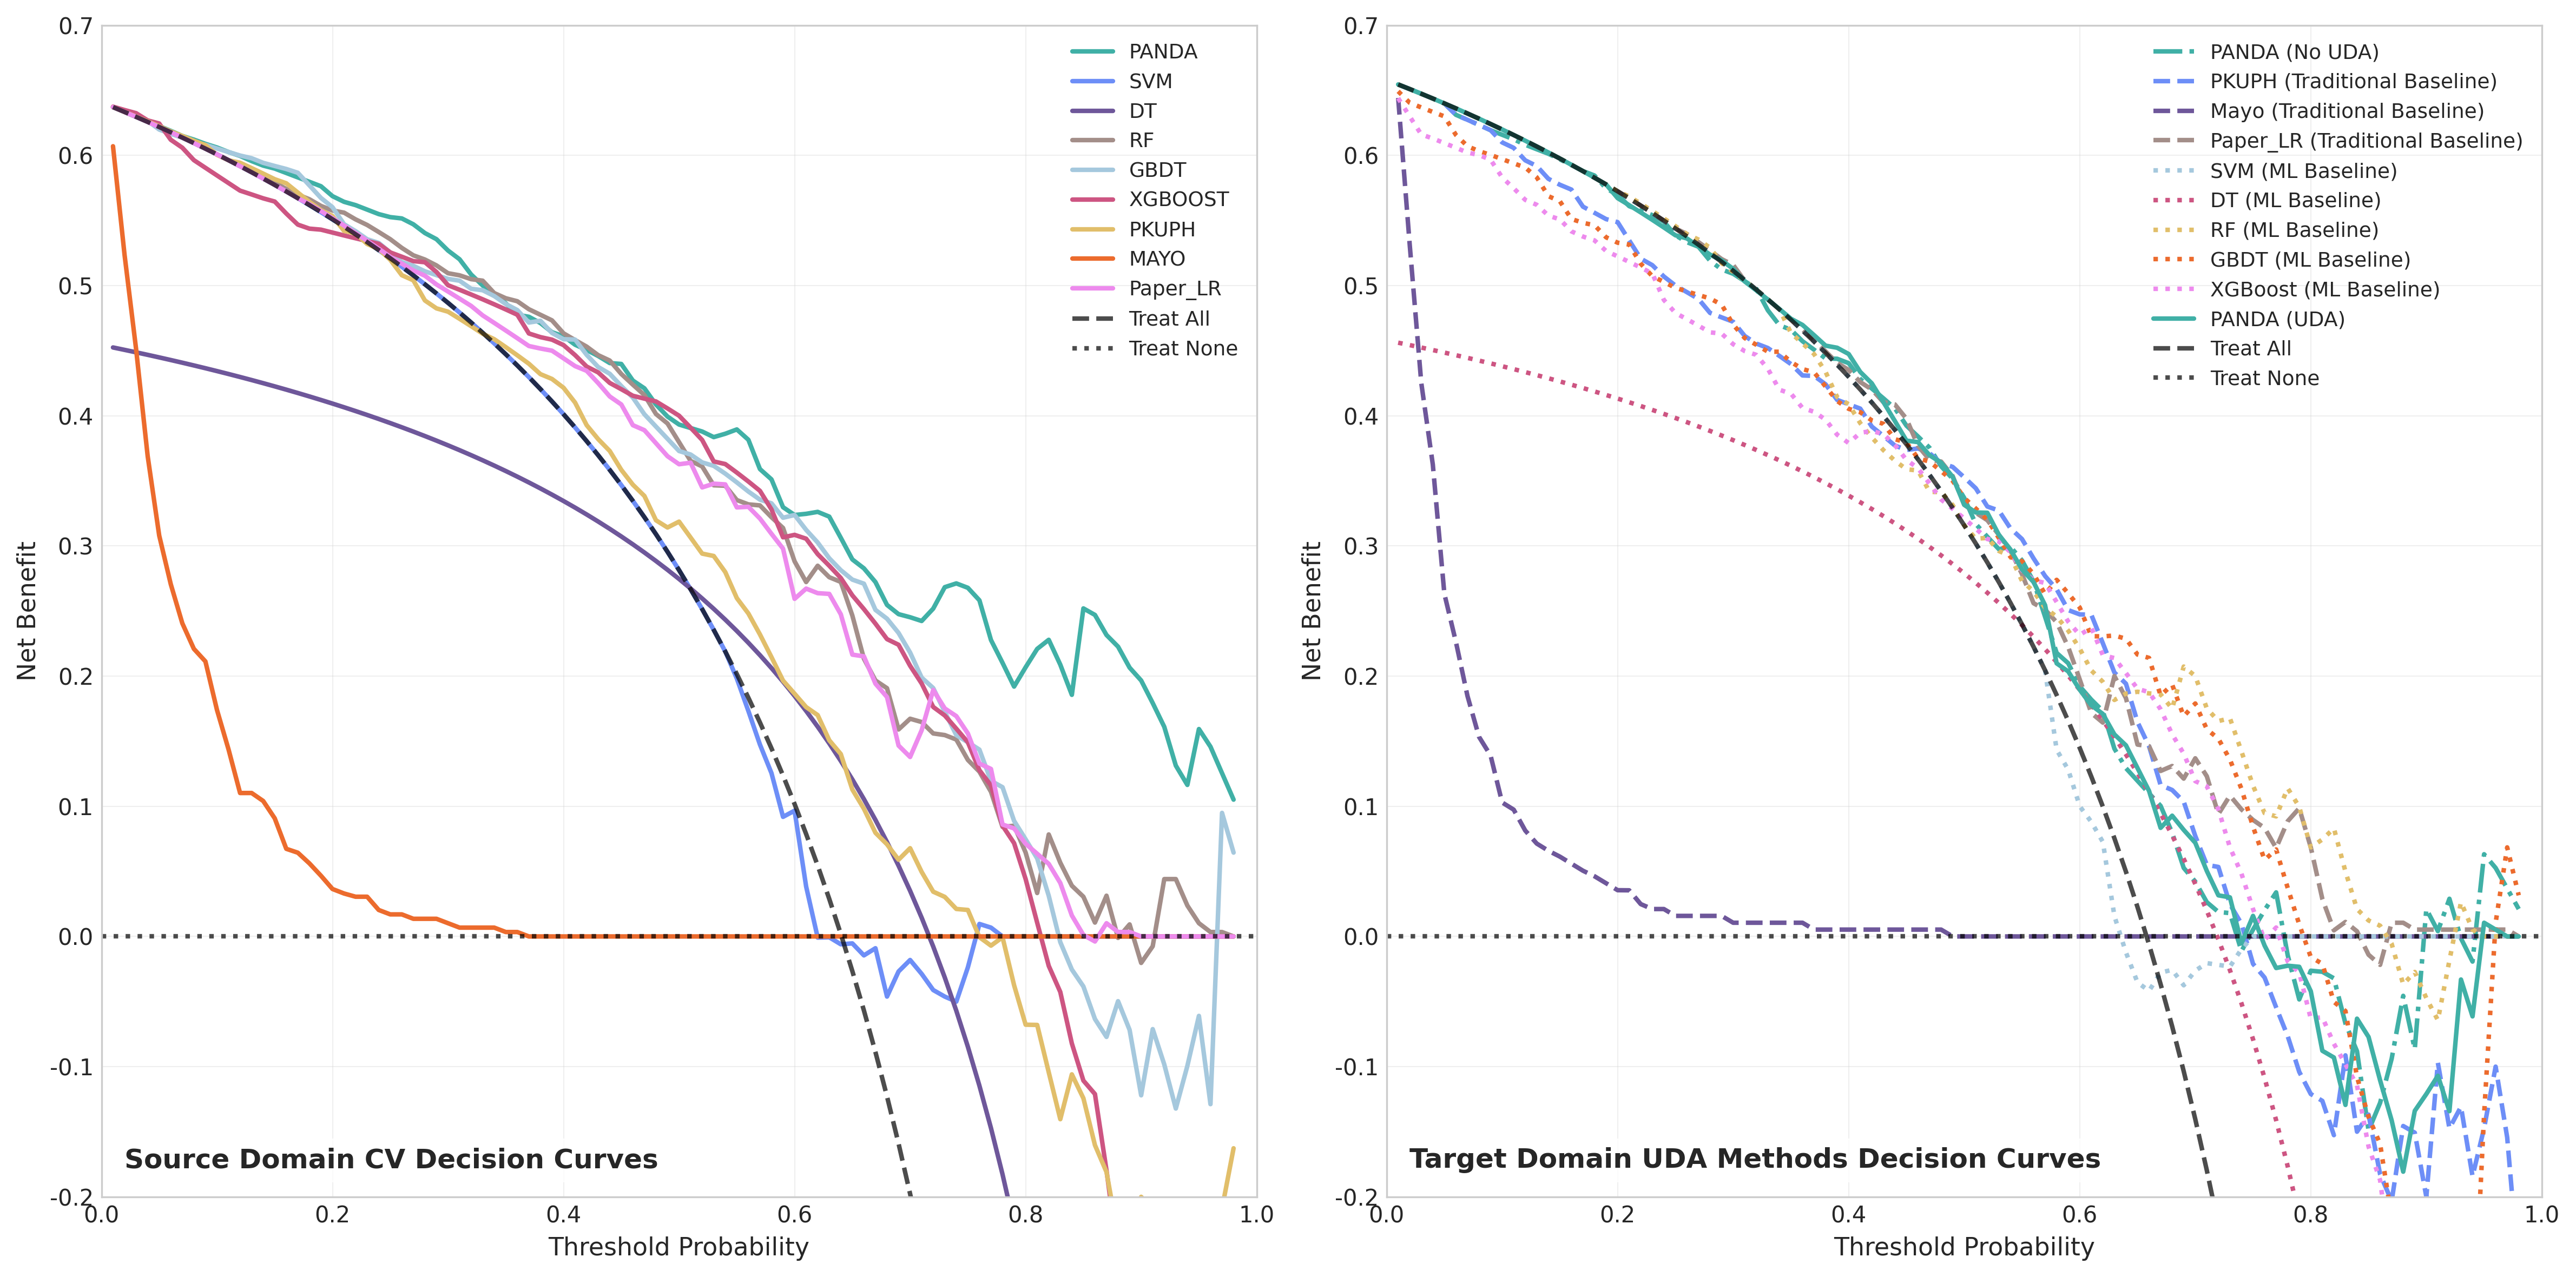 0.7
0.6
0.5
0.4
0.3
0.2
0.1
0.0
-0.1
-0.2
Net Benefit
0.0
0.2
0.4
0.6
0.8
1.0
Threshold Probability
PANDA
SVM
DT
RF
GBDT
XGBOOST
PKUPH
MAYO
Paper_LR
Treat All
Treat None
Source Domain CV Decision Curves
0.7
0.6
0.5
0.4
0.3
0.2
0.1
0.0
-0.1
-0.2
Net Benefit
0.0
0.2
0.4
0.6
0.8
1.0
Threshold Probability
PANDA (No UDA)
PKUPH (Traditional Baseline)
Mayo (Traditional Baseline)
Paper_LR (Traditional Baseline)
SVM (ML Baseline)
DT (ML Baseline)
RF (ML Baseline)
GBDT (ML Baseline)
XGBoost (ML Baseline)
PANDA (UDA)
Treat All
Treat None
Target Domain UDA Methods Decision Curves